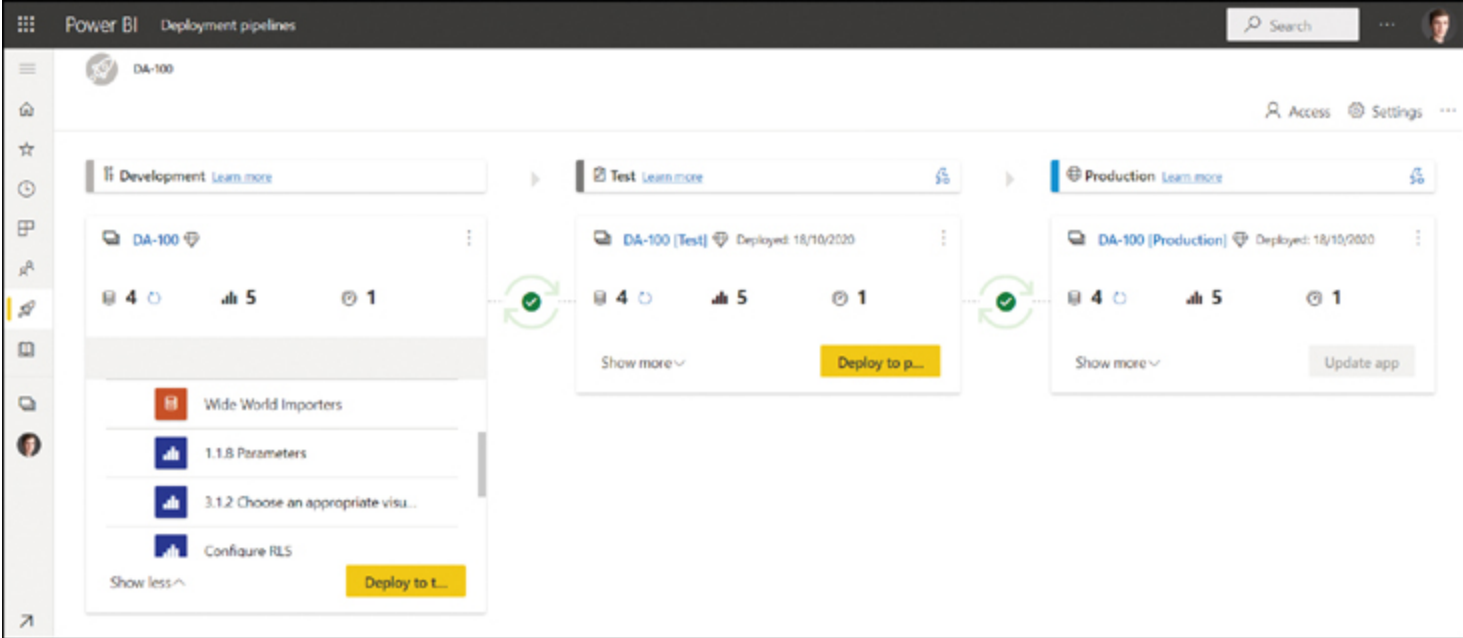 Power BI Deployment pipelines Search
DA-100
Access Settings
Development Learn more
Test Learn more
Production Learn more
DA-100
4 5 1
Wide World Importers
1.1.8 Parameters
3.1.2 Choose an appropriate visu...
Configure RLS
Show less
Deploy to t...
DA-100 [Test] Deployed: 18/10/2020
4 5 1
Show more
Deploy to p...
DA-100 [Production] Deployed: 18/10/2020
4 5 1
Show more
Update app